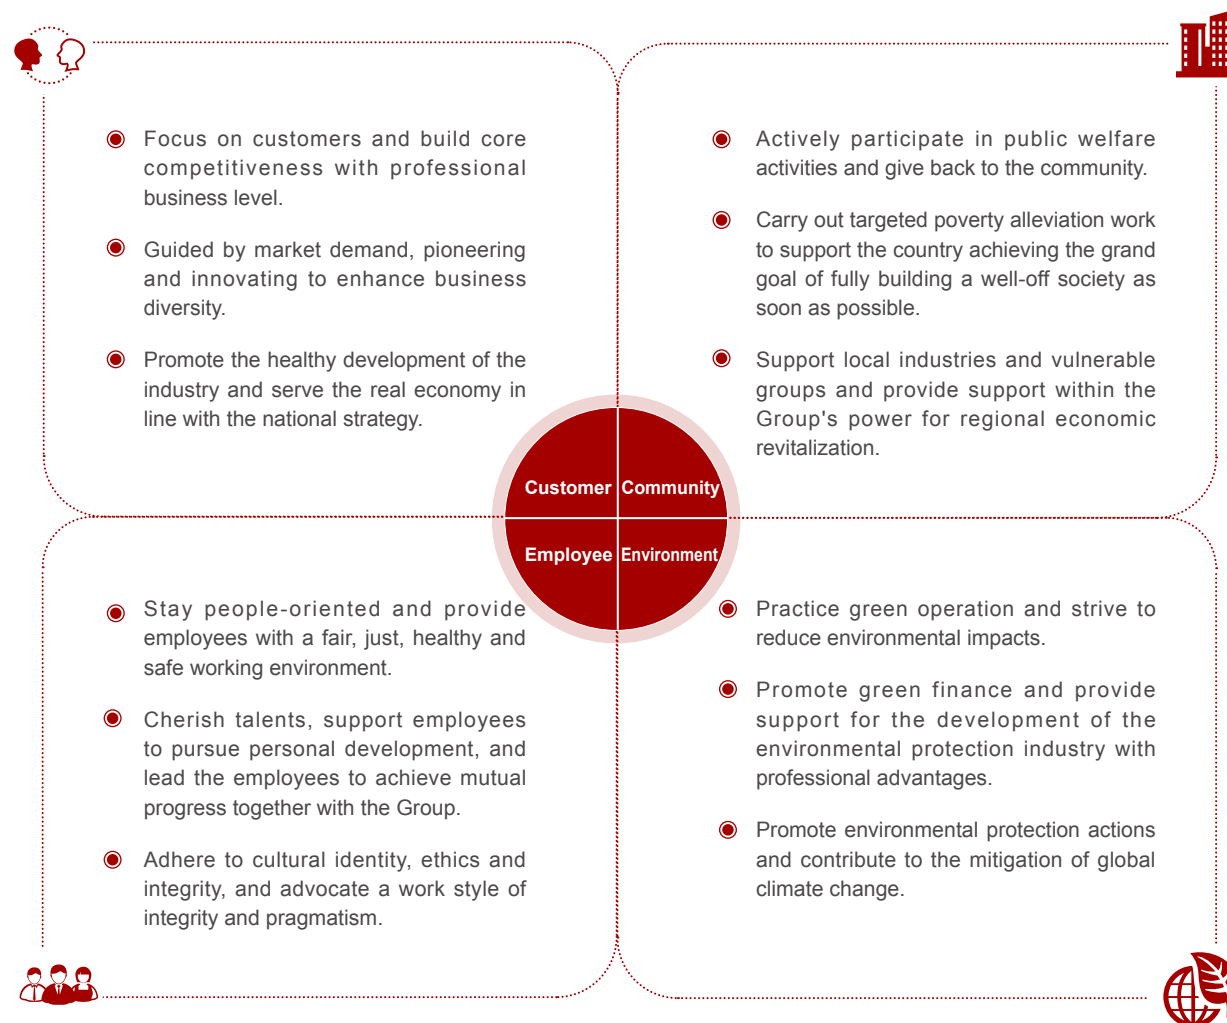 Focus on customers and build core
competitiveness with professional
business level.
Guided by market demand, pioneering
and innovating to enhance business
diversity.
Promote the healthy development of the
industry and serve the real economy in
line with the national strategy.
Actively participate in public welfare
activities and give back to the community.
Carry out targeted poverty alleviation work
to support the country achieving the grand
goal of fully building a well-off society as
soon as possible.
Support local industries and vulnerable
groups and provide support within the
Group's power for regional economic
revitalization.
Customer
Community
Employee
Environment
Stay people-oriented and provide
employees with a fair, just, healthy and
safe working environment.
Cherish talents, support employees
to pursue personal development, and
lead the employees to achieve mutual
progress together with the Group.
Adhere to cultural identity, ethics and
integrity, and advocate a work style of
integrity and pragmatism.
Practice green operation and strive to
reduce environmental impacts.
Promote green finance and provide
support for the development of the
environmental protection industry with
professional advantages.
Promote environmental protection actions
and contribute to the mitigation of global
climate change.